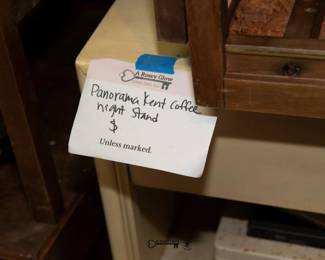 A Rosey Glow
Panorama Kent Coffee
night stand
$
Unless marked.